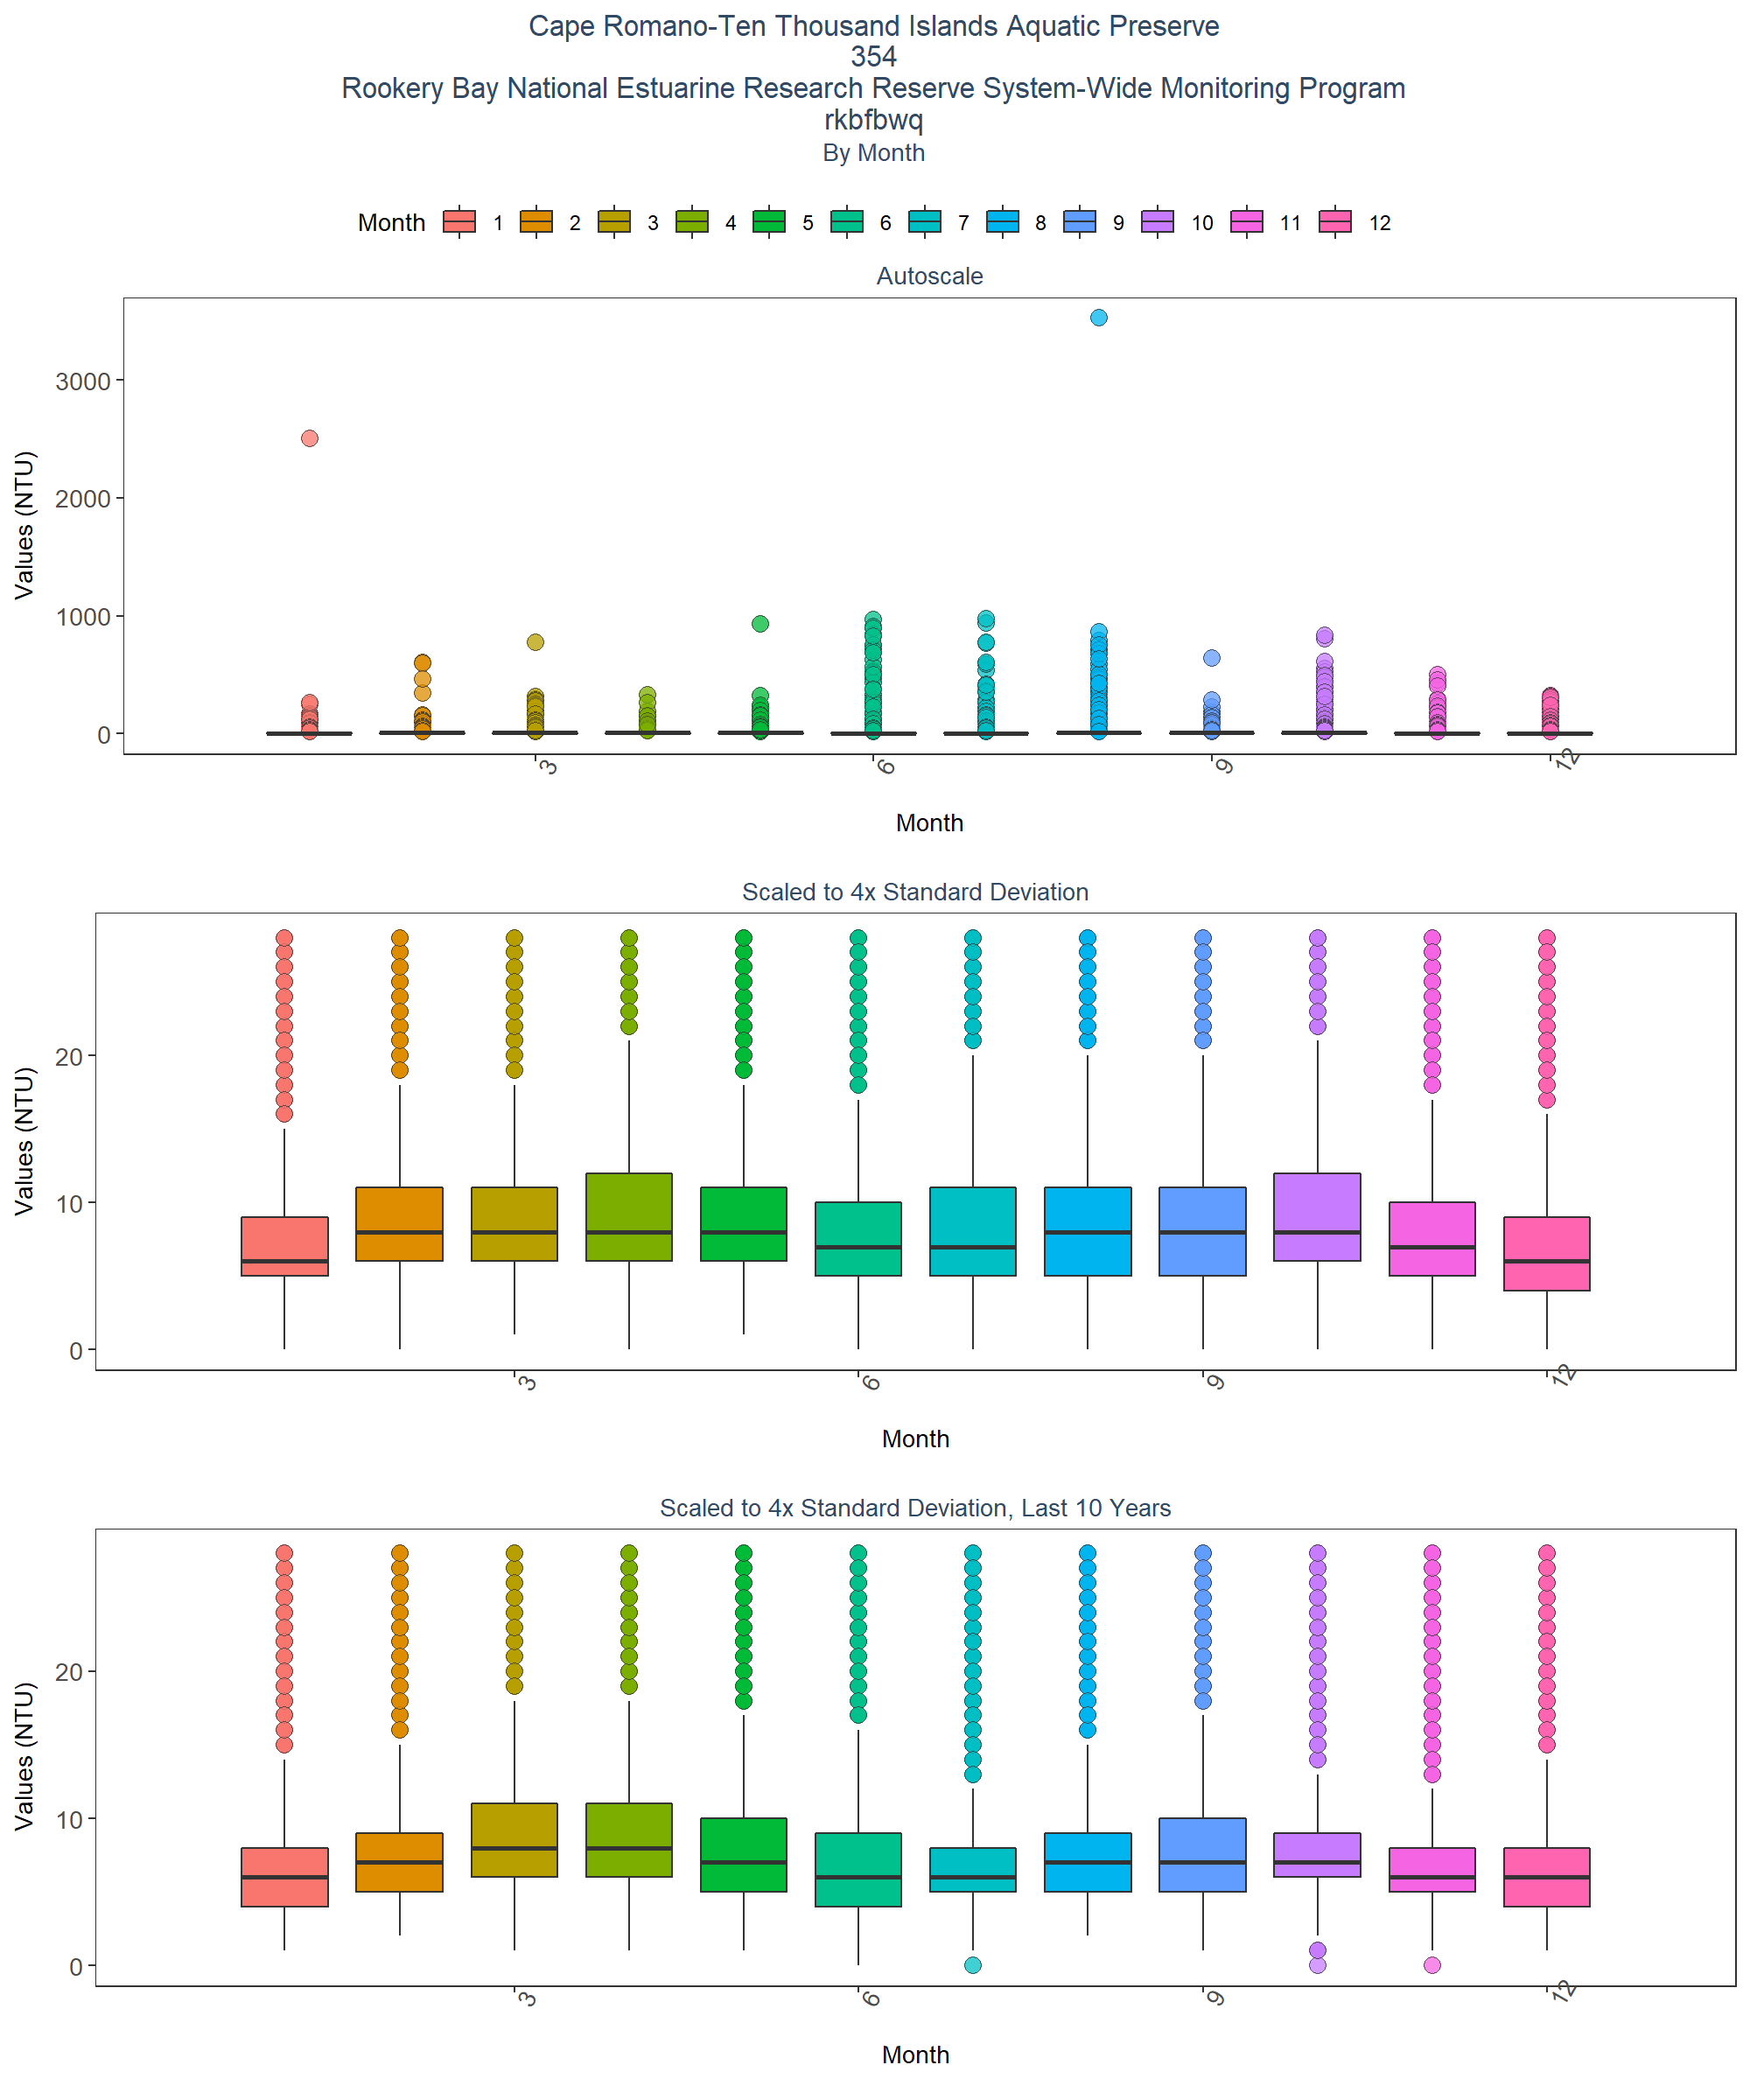 Cape Romano-Ten Thousand Islands Aquatic Preserve
354
Rookery Bay National Estuarine Research Reserve System-Wide Monitoring Program
rkbfbwq
By Month
Month 1 2 3 4 5 6 7 8 9 10 11 12
Autoscale
Values (NTU)
3000
2000
1000
0
3 6 9 12
Month
Scaled to 4x Standard Deviation
Values (NTU)
20
10
0
3 6 9 12
Month
Scaled to 4x Standard Deviation, Last 10 Years
Values (NTU)
20
10
0
3 6 9 12
Month